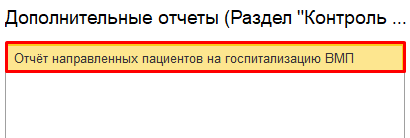 Дополнительные отчеты (Раздел "Контроль ...
Отчёт направленных пациентов на госпитализацию ВМП